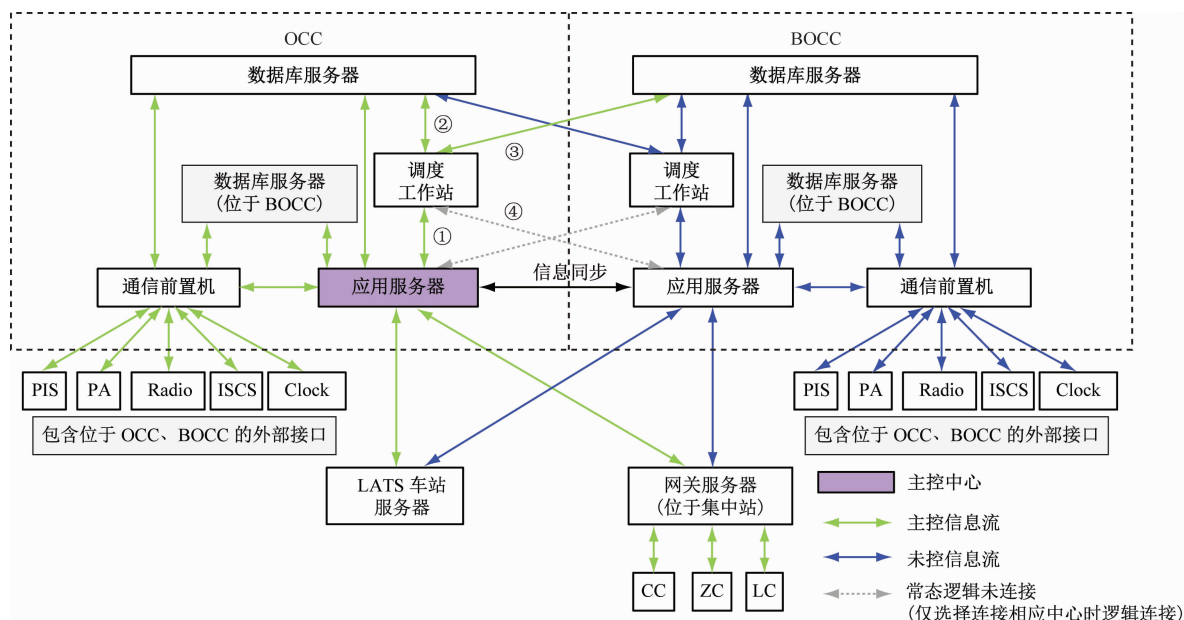 OCC
BOCC
数据库服务器
数据库服务器
②
③
调度
工作站
调度
工作站
数据库服务器
（位于 BOCC）
数据库服务器
（位于 BOCC）
④
①
信息同步
通信前置机
应用服务器
应用服务器
通信前置机
PIS
PA
Radio
ISCS
Clock
PIS
PA
Radio
ISCS
Clock
包含位于 OCC、BOCC 的外部接口
包含位于 OCC、BOCC 的外部接口
LATS 车站
服务器
网关服务器
（位于集中站）
CC
ZC
LC
主控中心
主控信息流
未控信息流
常态逻辑未连接
（仅选择连接相应中心时逻辑连接）